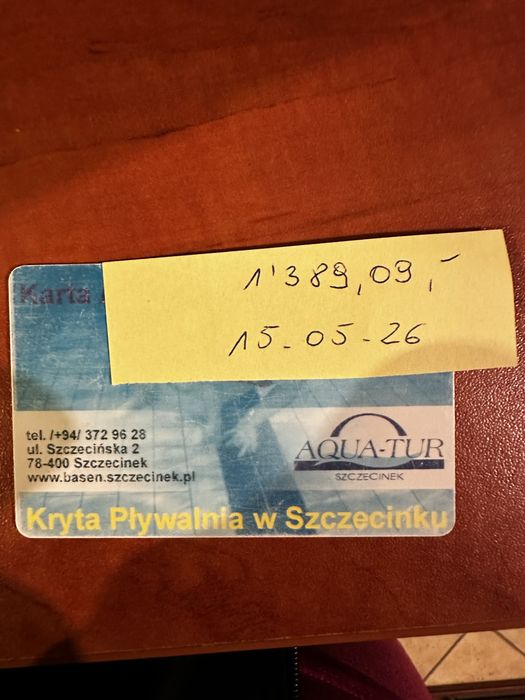 1'389,09,-
15-05-26
Karta
tel. /+94/ 372 96 28
ul. Szczecińska 2
78-400 Szczecinek
www.basen.szczecinek.pl
AQUA-TUR
SZCZECINEK
Kryta Pływalnia w Szczecinku